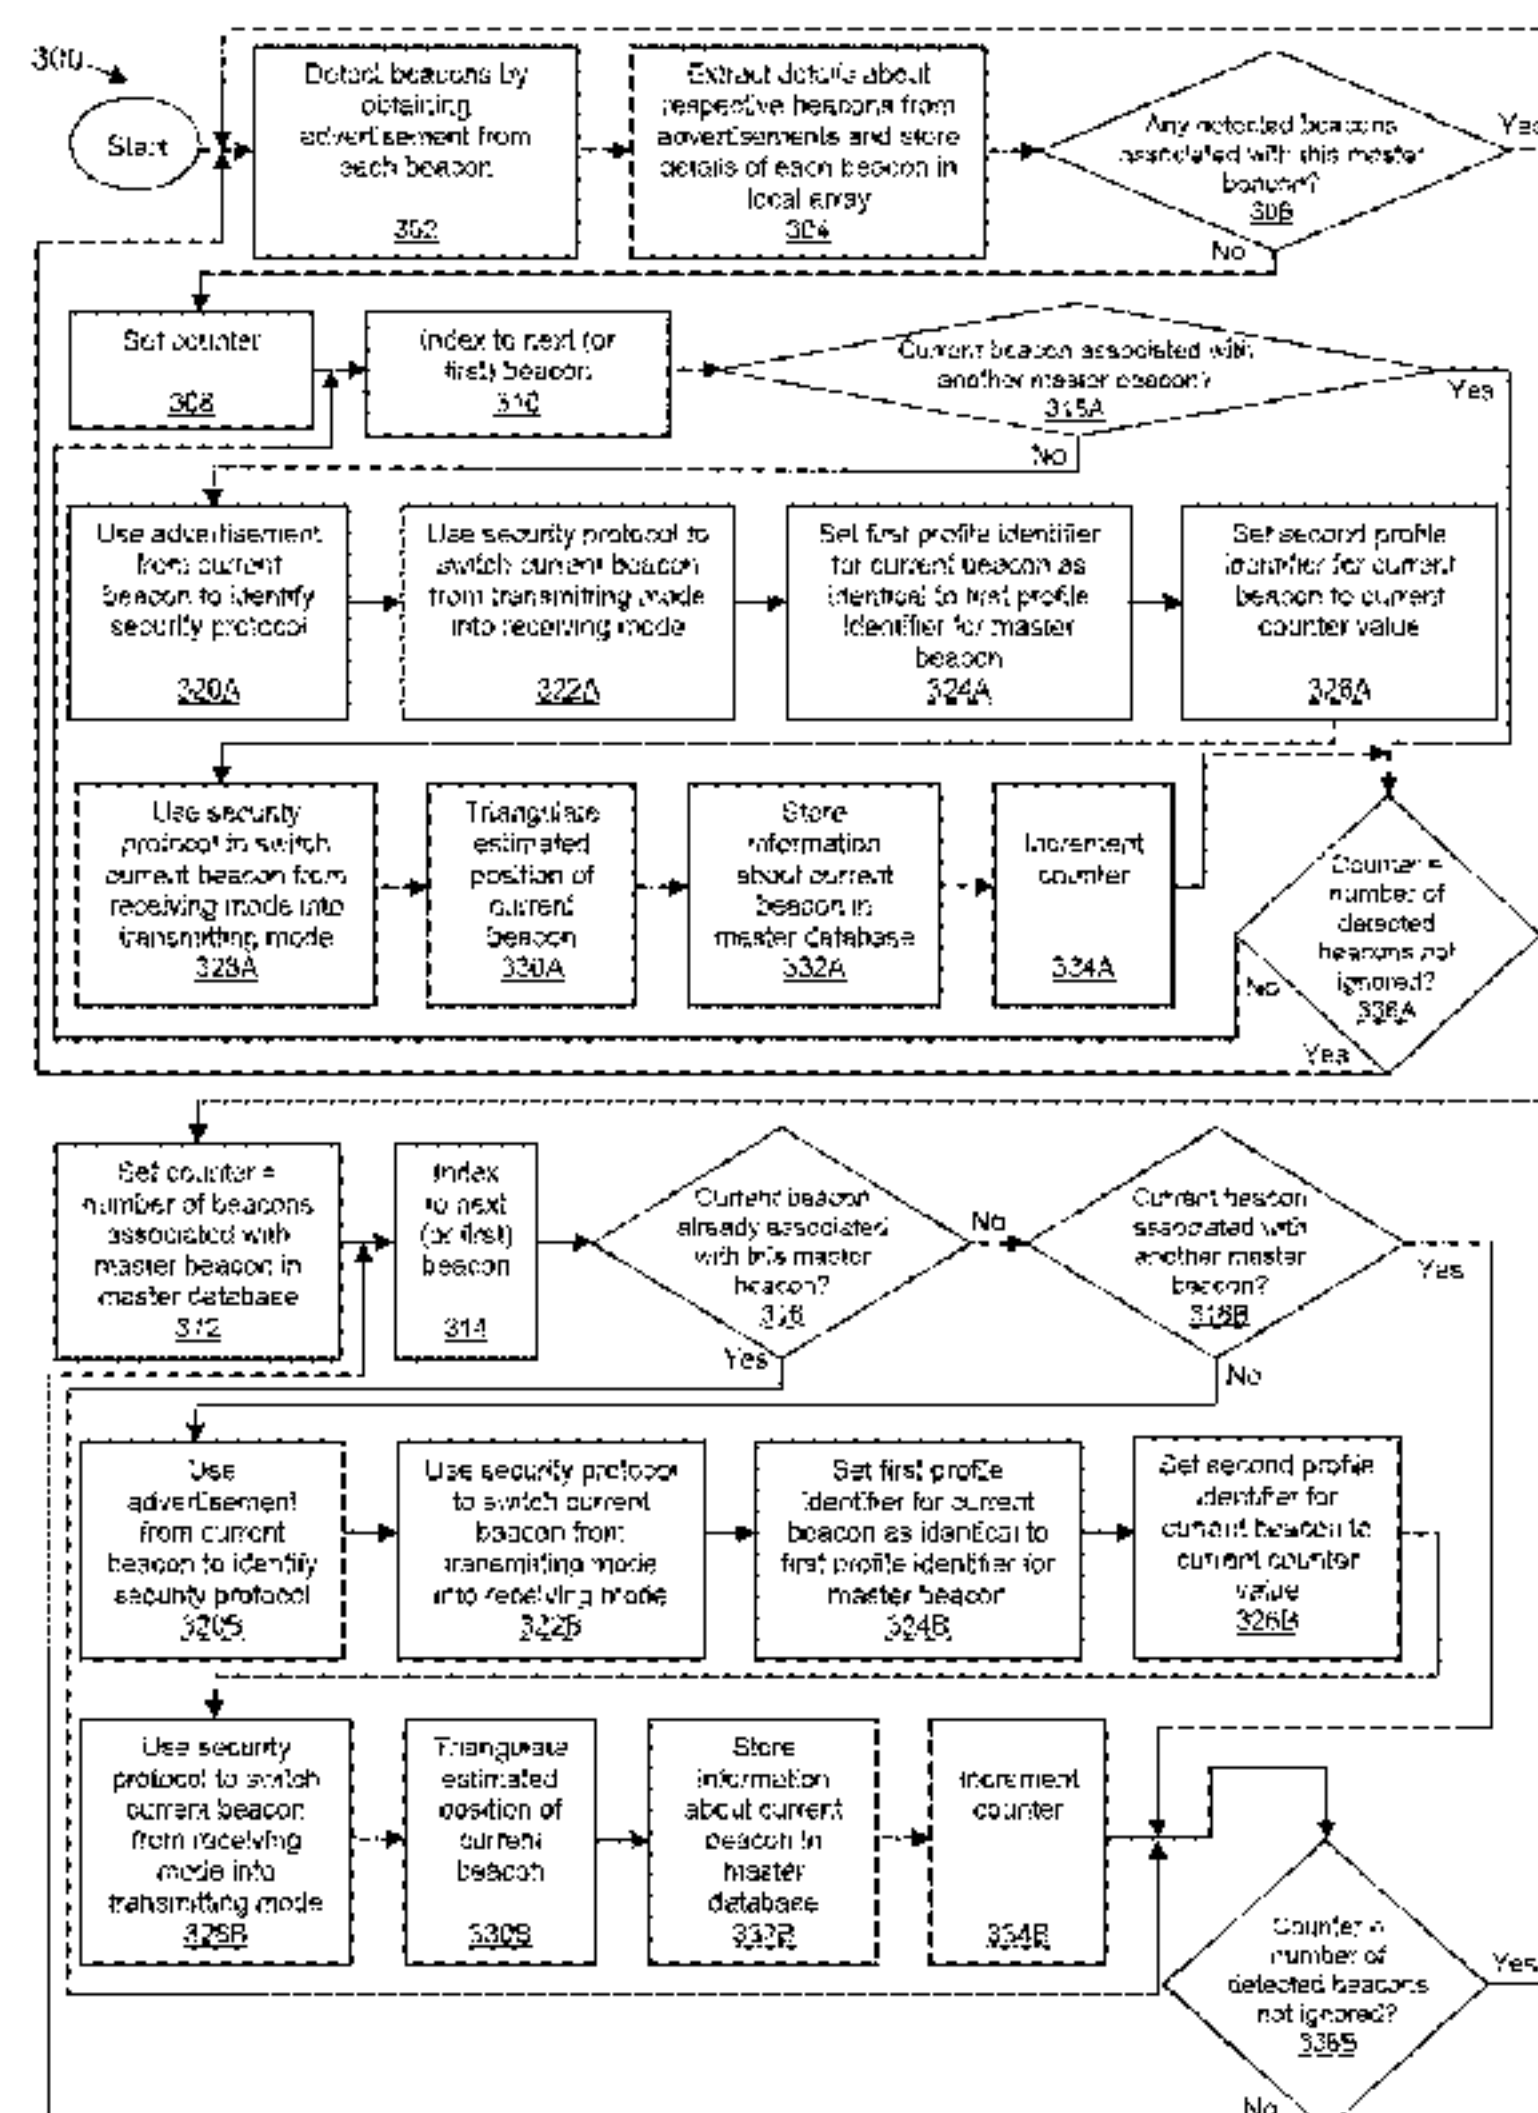 300
Start
Detect beacons by
obtaining
advertisement from
each beacon
302
Extract details about
respective beacons from
advertisements and store
details of each beacon in
local array
304
Any detected beacons
associated with this master
beacon?
306
Yes
No
Set counter
308
Index to next (or
first) beacon
310
Current beacon associated with
another master beacon?
318A
Yes
No
Use advertisement
from current
beacon to identify
security protocol
320A
Use security protocol to
switch current beacon
from transmitting mode
into receiving mode
322A
Set first profile identifier
for current beacon as
identical to first profile
identifier for master
beacon
324A
Set second profile
identifier for current
beacon to current
counter value
326A
Use security
protocol to switch
current beacon from
receiving mode into
transmitting mode
328A
Triangulate
estimated
position of
current
beacon
330A
Store
information
about current
beacon in
master database
332A
Increment
counter
334A
Counter =
number of
detected
beacons not
ignored?
336A
No
Yes
Set counter =
number of beacons
associated with
master beacon in
master database
312
Index
to next
(or first)
beacon
314
Current beacon
already associated
with this master
beacon?
316
No
Yes
Current beacon
associated with
another master
beacon?
318B
Yes
No
Use
advertisement
from current
beacon to identify
security protocol
320B
Use security protocol
to switch current
beacon from
transmitting mode
into receiving mode
322B
Set first profile
identifier for current
beacon as identical to
first profile identifier for
master beacon
324B
Set second profile
identifier for
current beacon to
current counter
value
326B
Use security
protocol to switch
current beacon
from receiving
mode into
transmitting mode
328B
Triangulate
estimated
position of
current
beacon
330B
Store
information
about current
beacon in
master
database
332B
Increment
counter
334B
Counter =
number of
detected beacons
not ignored?
336B
Yes
No